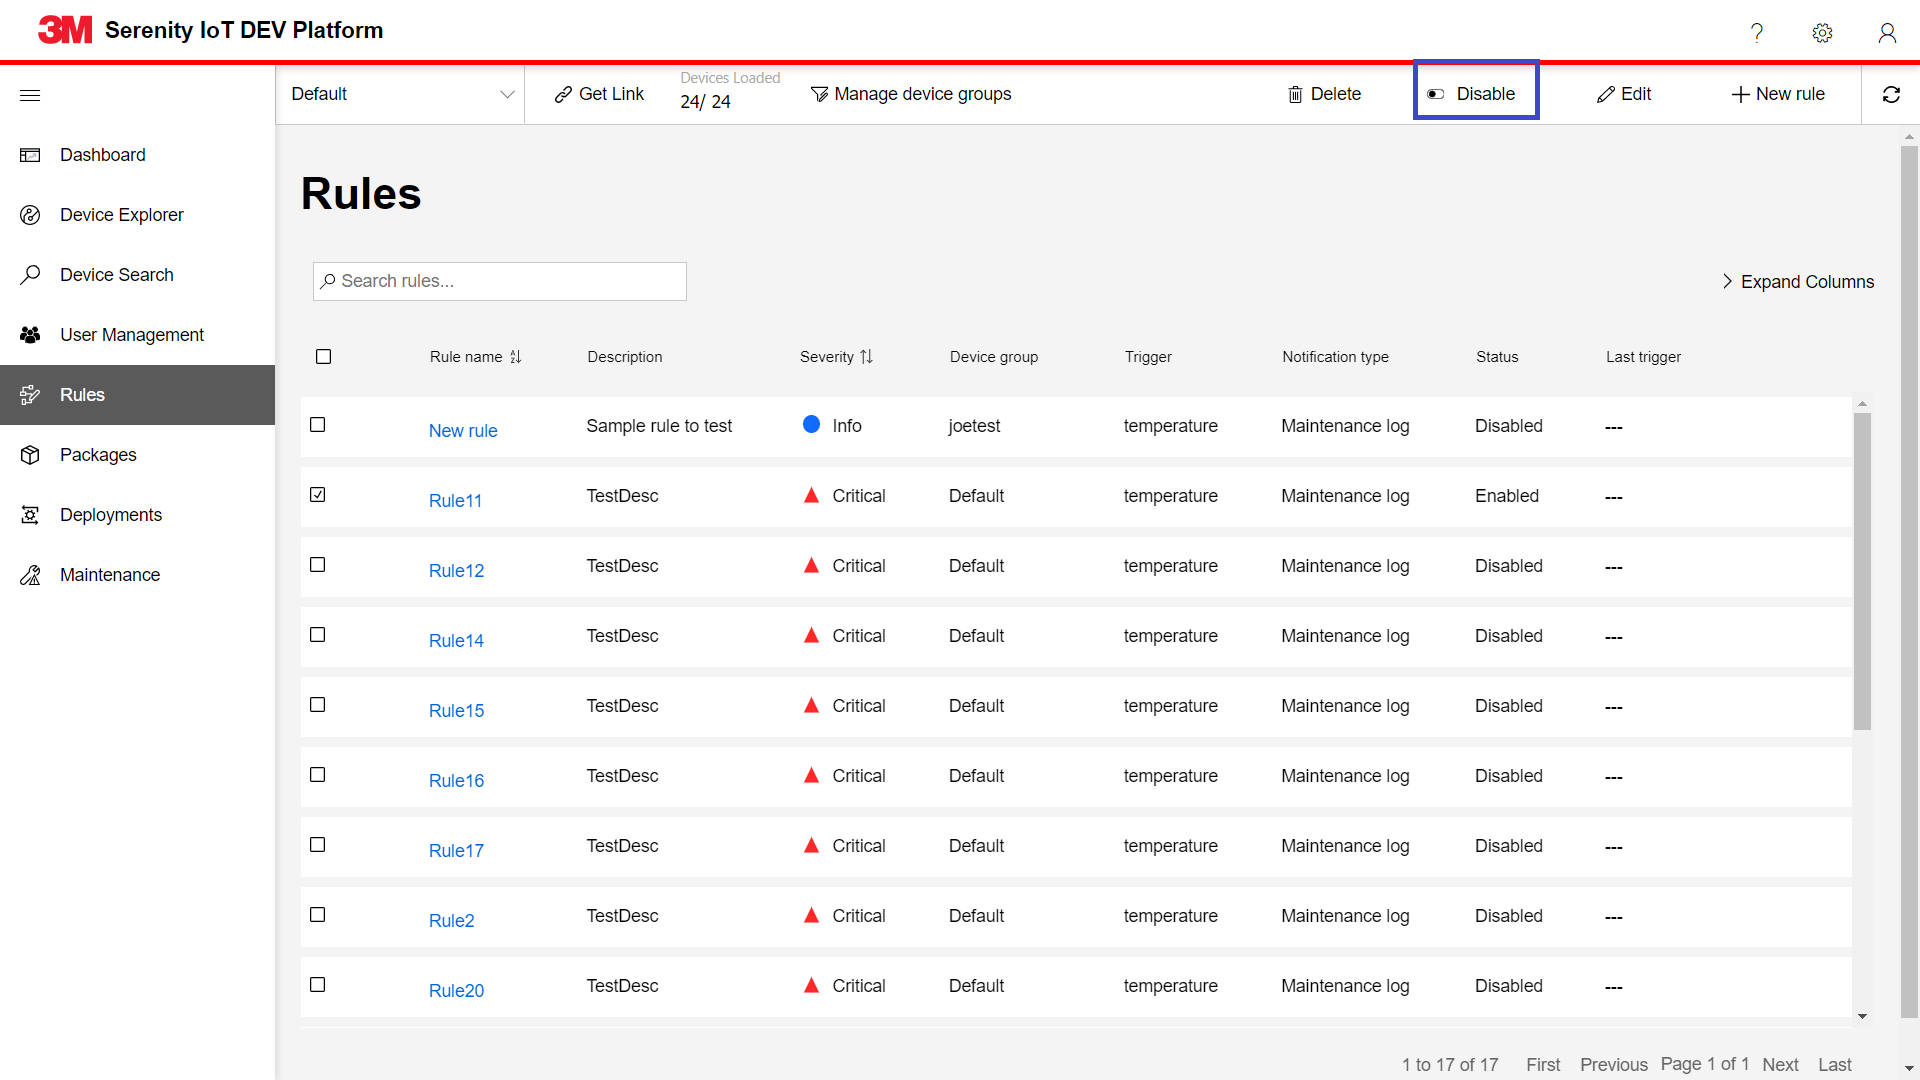 3M Serenity IoT DEV Platform
Default
Get Link
Devices Loaded
24/ 24
Manage device groups
Delete
Disable
Edit
New rule
Dashboard
Device Explorer
Device Search
User Management
Rules
Packages
Deployments
Maintenance
Rules
Search rules...
Expand Columns
Rule name Description Severity Device group Trigger Notification type Status Last trigger
New rule Sample rule to test Info joetest temperature Maintenance log Disabled ---
Rule11 TestDesc Critical Default temperature Maintenance log Enabled ---
Rule12 TestDesc Critical Default temperature Maintenance log Disabled ---
Rule14 TestDesc Critical Default temperature Maintenance log Disabled ---
Rule15 TestDesc Critical Default temperature Maintenance log Disabled ---
Rule16 TestDesc Critical Default temperature Maintenance log Disabled ---
Rule17 TestDesc Critical Default temperature Maintenance log Disabled ---
Rule2 TestDesc Critical Default temperature Maintenance log Disabled ---
Rule20 TestDesc Critical Default temperature Maintenance log Disabled ---
1 to 17 of 17 First Previous Page 1 of 1 Next Last